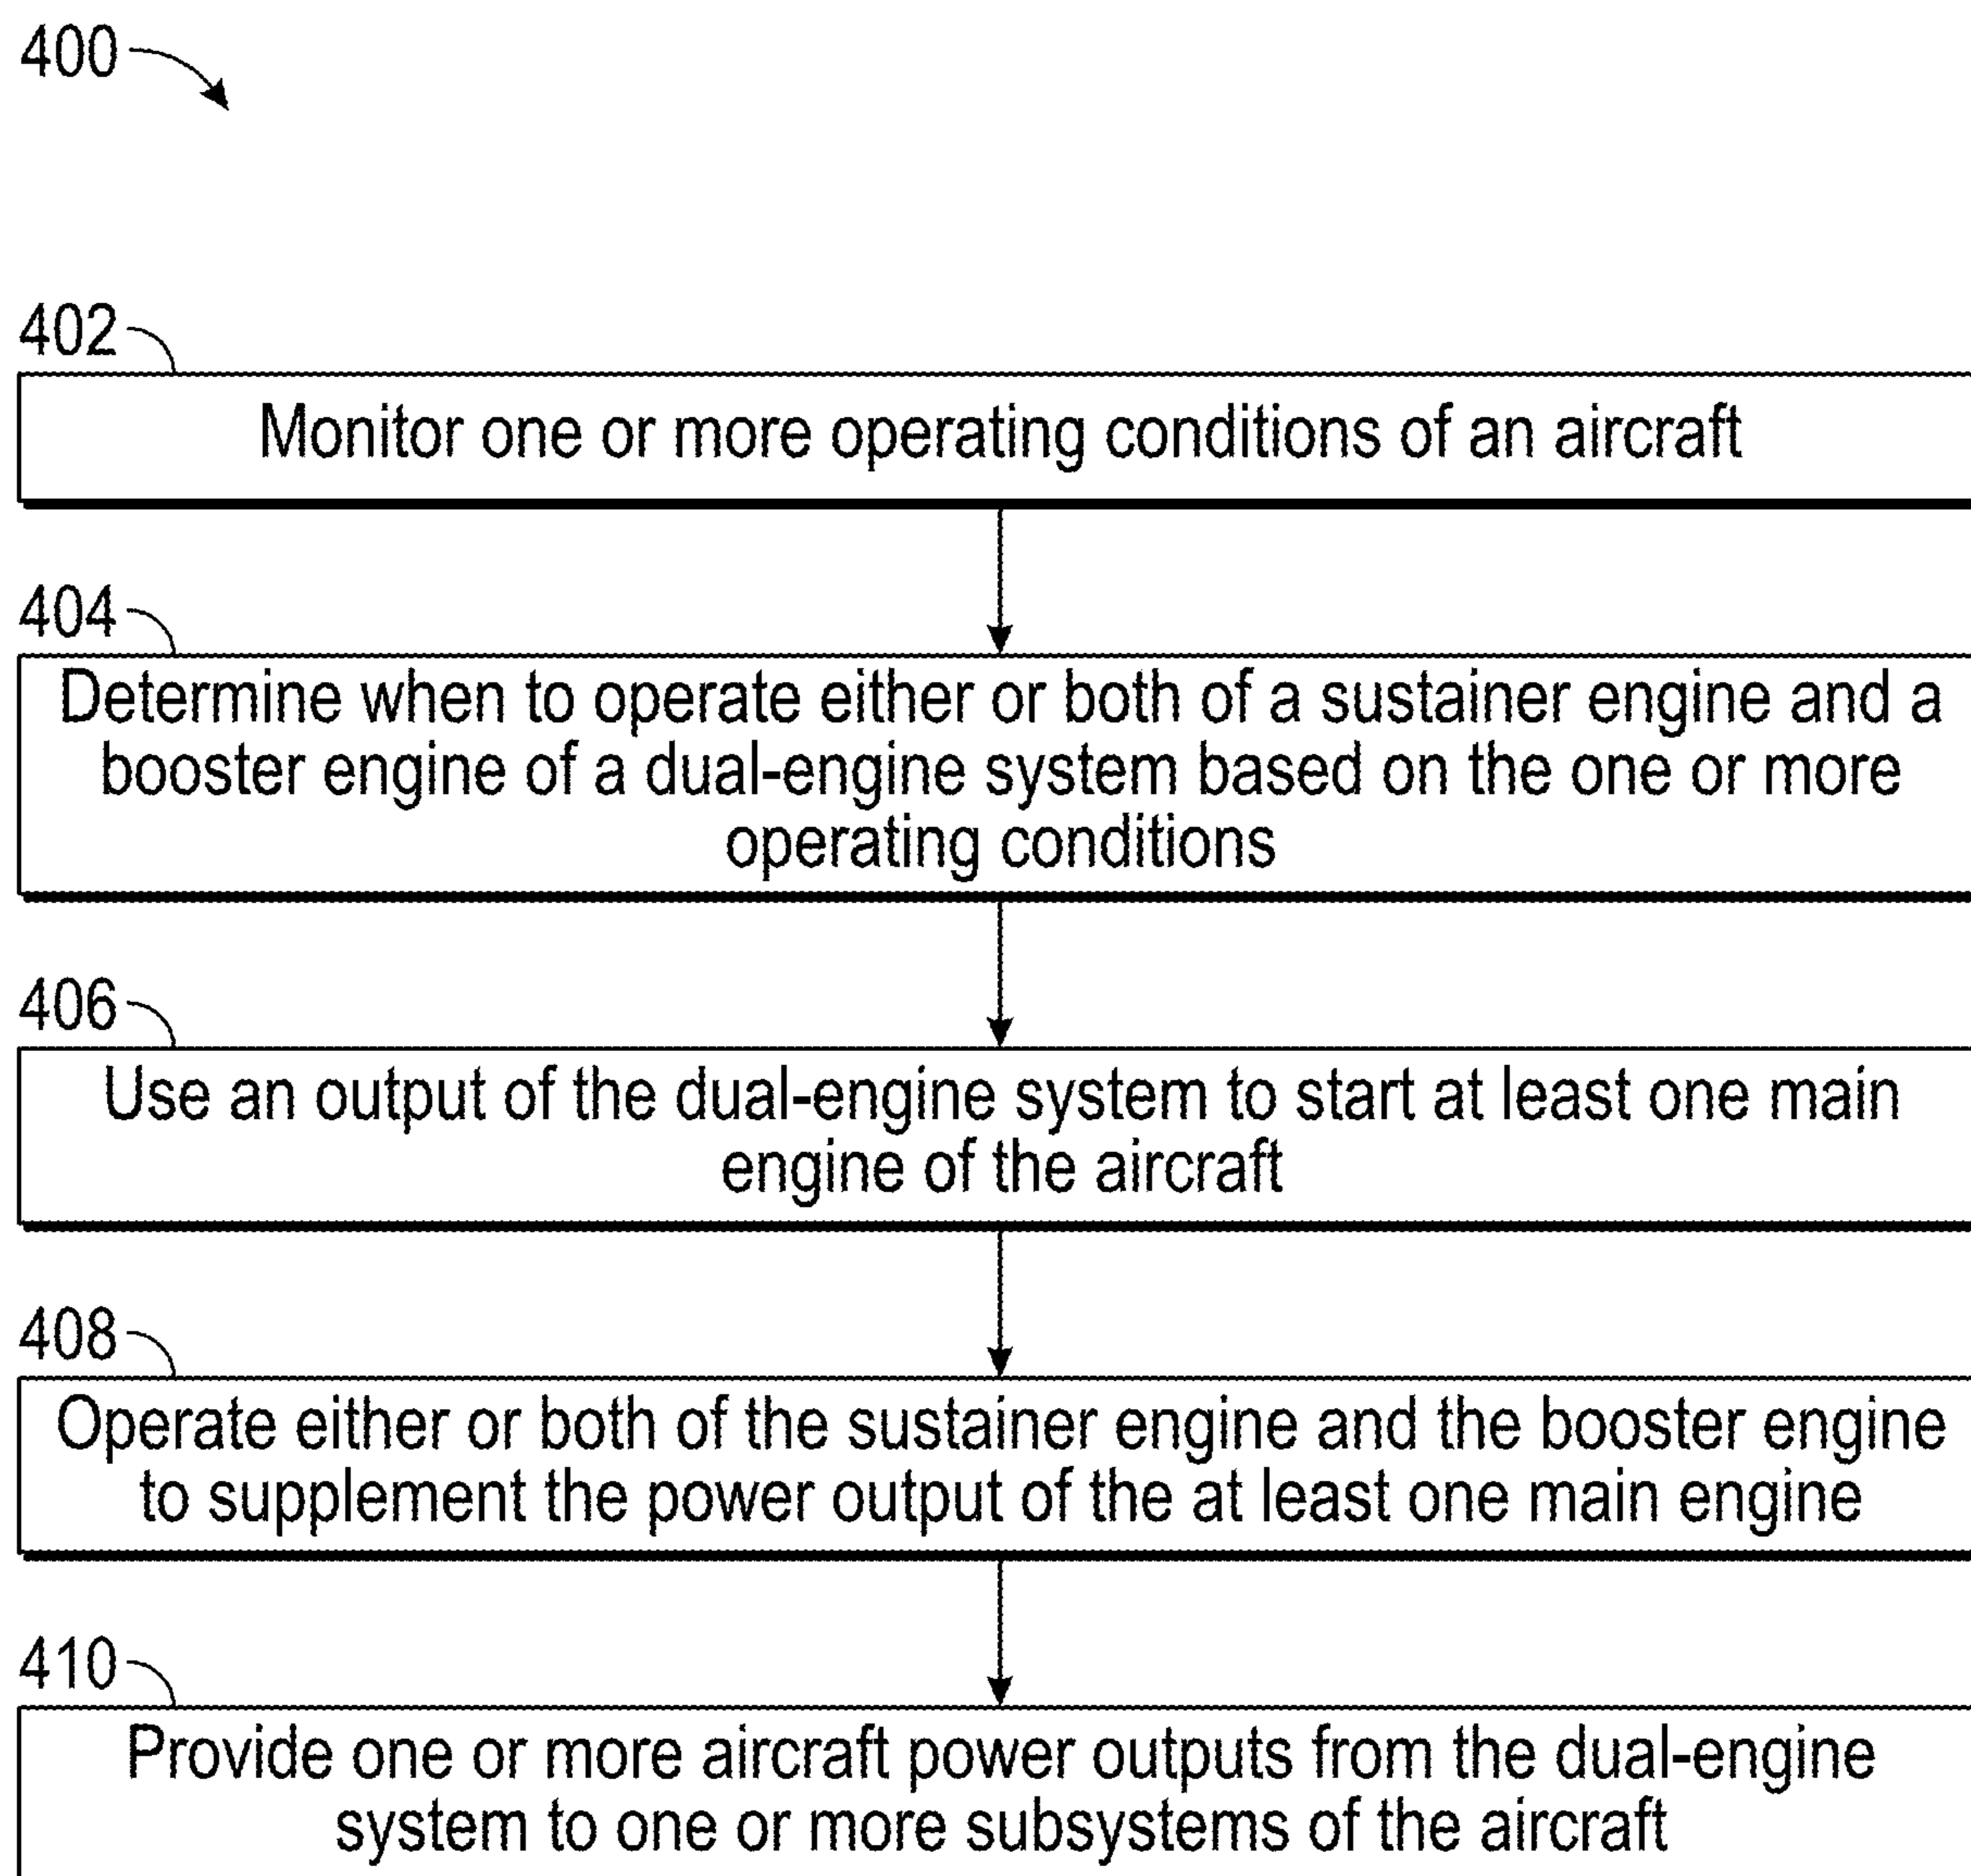 400
402
Monitor one or more operating conditions of an aircraft
404
Determine when to operate either or both of a sustainer engine and a
booster engine of a dual-engine system based on the one or more
operating conditions
406
Use an output of the dual-engine system to start at least one main
engine of the aircraft
408
Operate either or both of the sustainer engine and the booster engine
to supplement the power output of the at least one main engine
410
Provide one or more aircraft power outputs from the dual-engine
system to one or more subsystems of the aircraft